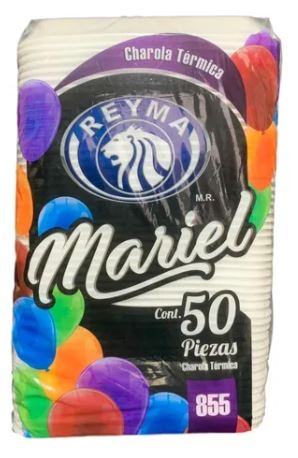 Charola Térmica
REYMA
M.R.
Mariel
Cont. 50
Piezas
Charola Térmica
855